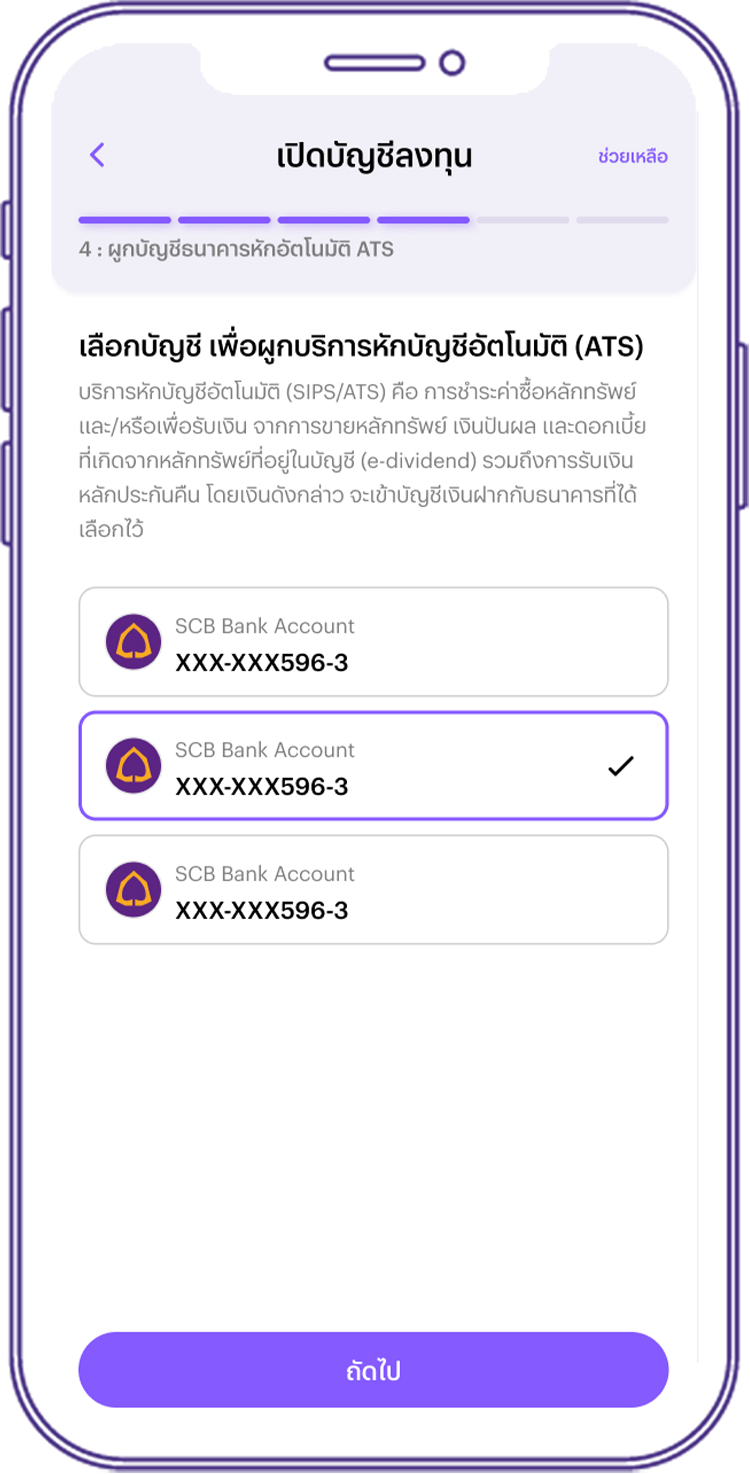 เปิดบัญชีลงทุน
ช่วยเหลือ
4 : ผูกบัญชีธนาคารหักอัตโนมัติ ATS
เลือกบัญชี เพื่อผูกบริการหักบัญชีอัตโนมัติ (ATS)
บริการหักบัญชีอัตโนมัติ (SIPS/ATS) คือ การชำระค่าซื้อหลักทรัพย์
และ/หรือเพื่อรับเงิน จากการขายหลักทรัพย์ เงินปันผล และดอกเบี้ย
ที่เกิดจากหลักทรัพย์ที่อยู่ในบัญชี (e-dividend) รวมถึงการรับเงิน
หลักประกันคืน โดยเงินดังกล่าว จะเข้าบัญชีเงินฝากกับธนาคารที่ได้
เลือกไว้
SCB Bank Account
XXX-XXX596-3
SCB Bank Account
XXX-XXX596-3
SCB Bank Account
XXX-XXX596-3
ถัดไป